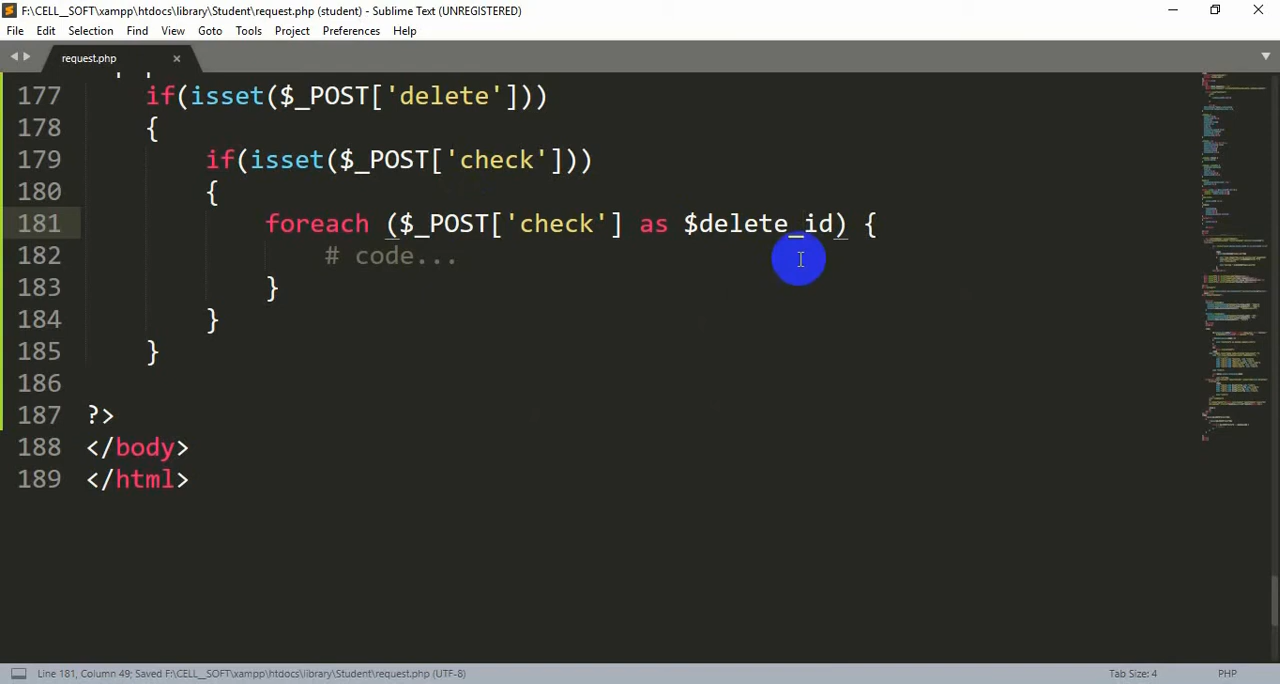 F:\CELL__SOFT\xampp\htdocs\library\Student\request.php (student) - Sublime Text (UNREGISTERED)
File Edit Selection Find View Goto Tools Project Preferences Help
request.php
177 if(isset($_POST['delete']))
178 {
179 if(isset($_POST['check']))
180 {
181 foreach ($_POST['check'] as $delete_id) {
182 # code...
183 }
184 }
185 }
186
187 ?>
188 </body>
189 </html>
Line 181, Column 49; Saved F:\CELL__SOFT\xampp\htdocs\library\Student\request.php (UTF-8) Tab Size: 4 PHP